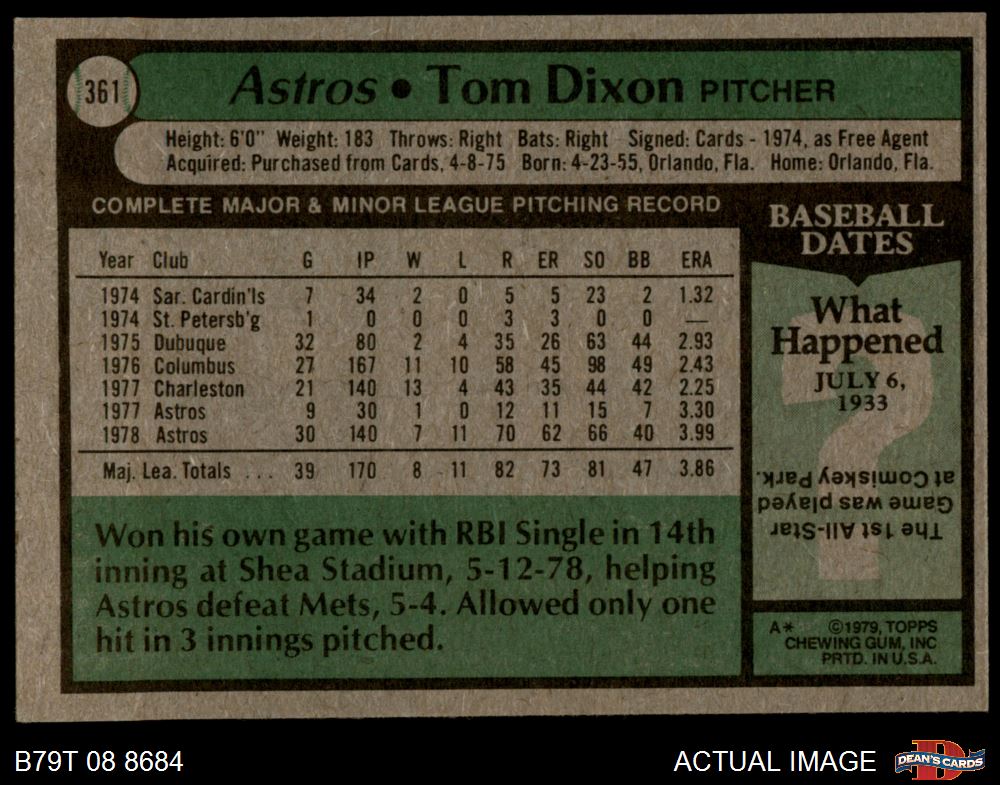 361
Astros • Tom Dixon PITCHER
Height: 6'0" Weight: 183 Throws: Right Bats: Right Signed: Cards - 1974, as Free Agent
Acquired: Purchased from Cards, 4-8-75 Born: 4-23-55, Orlando, Fla. Home: Orlando, Fla.
COMPLETE MAJOR & MINOR LEAGUE PITCHING RECORD
Year Club G IP W L R ER SO BB ERA
1974 Sar. Cardin'ls 7 34 2 0 5 5 23 2 1.32
1974 St. Petersb'g 1 0 0 0 3 3 0 0 —
1975 Dubuque 32 80 2 4 35 26 63 44 2.93
1976 Columbus 27 167 11 10 58 45 98 49 2.43
1977 Charleston 21 140 13 4 43 35 44 42 2.25
1977 Astros 9 30 1 0 12 11 15 7 3.30
1978 Astros 30 140 7 11 70 62 66 40 3.99
Maj. Lea. Totals ... 39 170 8 11 82 73 81 47 3.86
Won his own game with RBI Single in 14th
inning at Shea Stadium, 5-12-78, helping
Astros defeat Mets, 5-4. Allowed only one
hit in 3 innings pitched.
BASEBALL
DATES
What
Happened
JULY 6,
1933
The 1st All-Star
Game was played
at Comiskey Park.
A* ©1979, TOPPS
CHEWING GUM, INC
PRTD. IN U.S.A.
B79T 08 8684
ACTUAL IMAGE
DEAN'S CARDS